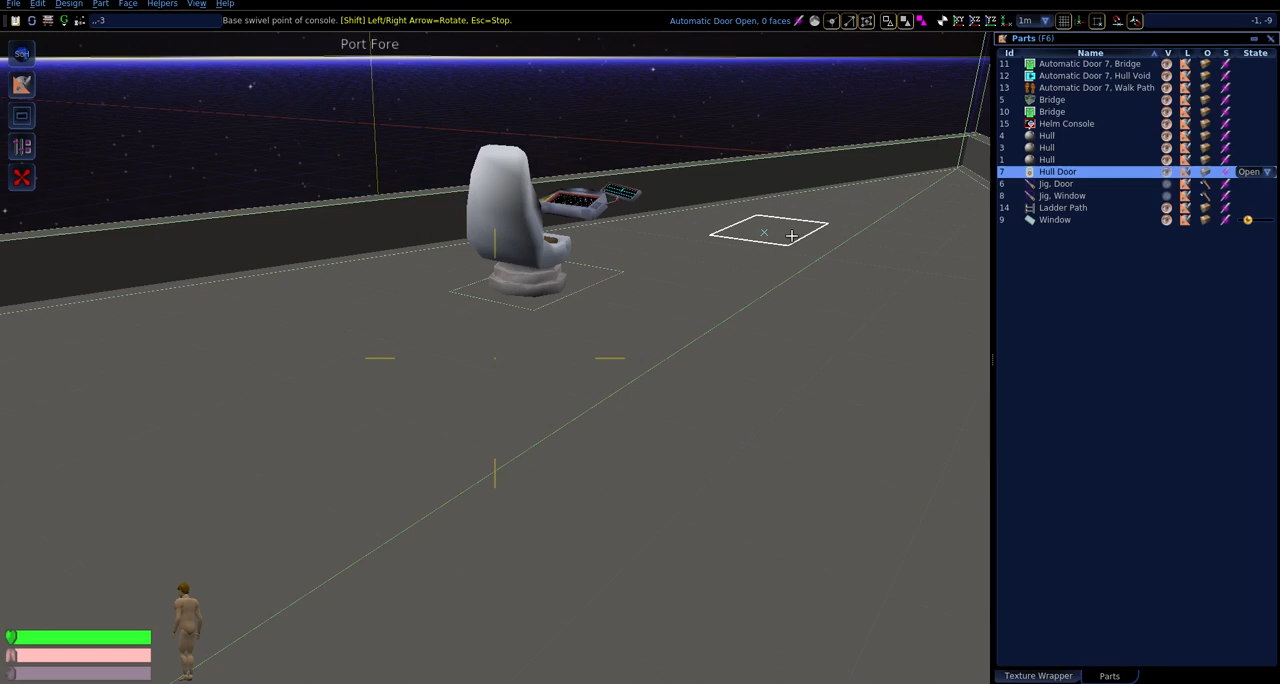 File Edit Design Part Face Helpers View Help
.,-3 Base swivel point of console. [Shift] Left/Right Arrow=Rotate, Esc=Stop. Automatic Door Open, 0 faces XY XZ YZ 1m -1, -9
Port Fore
Parts (F6)
Id Name V L O S State
11 Automatic Door 7, Bridge
12 Automatic Door 7, Hull Void
13 Automatic Door 7, Walk Path
5 Bridge
10 Bridge
15 Helm Console
4 Hull
3 Hull
1 Hull
7 Hull Door Open
6 Jig, Door
8 Jig, Window
14 Ladder Path
9 Window
Texture Wrapper Parts